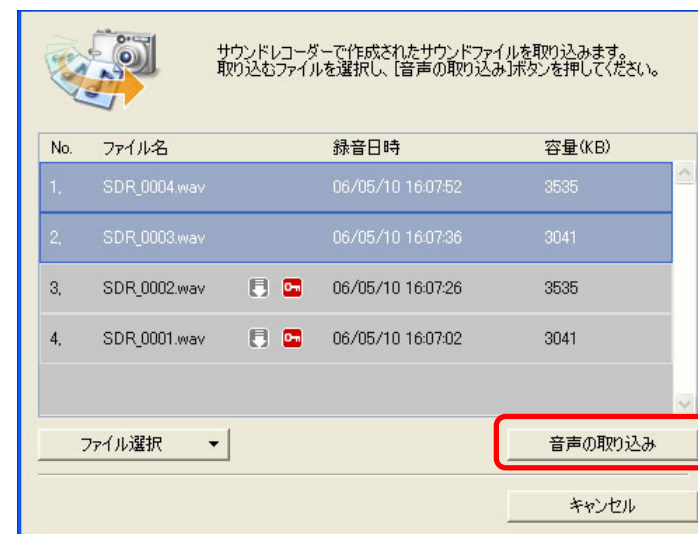 サウンドレコーダーで作成されたサウンドファイルを取り込みます。
取り込むファイルを選択し、[音声の取り込み]ボタンを押してください。
No. ファイル名 録音日時 容量(KB)
1, SDR_0004.wav 06/05/10 16:07:52 3535
2, SDR_0003.wav 06/05/10 16:07:36 3041
3, SDR_0002.wav 06/05/10 16:07:26 3535
4, SDR_0001.wav 06/05/10 16:07:02 3041
ファイル選択 音声の取り込み
キャンセル